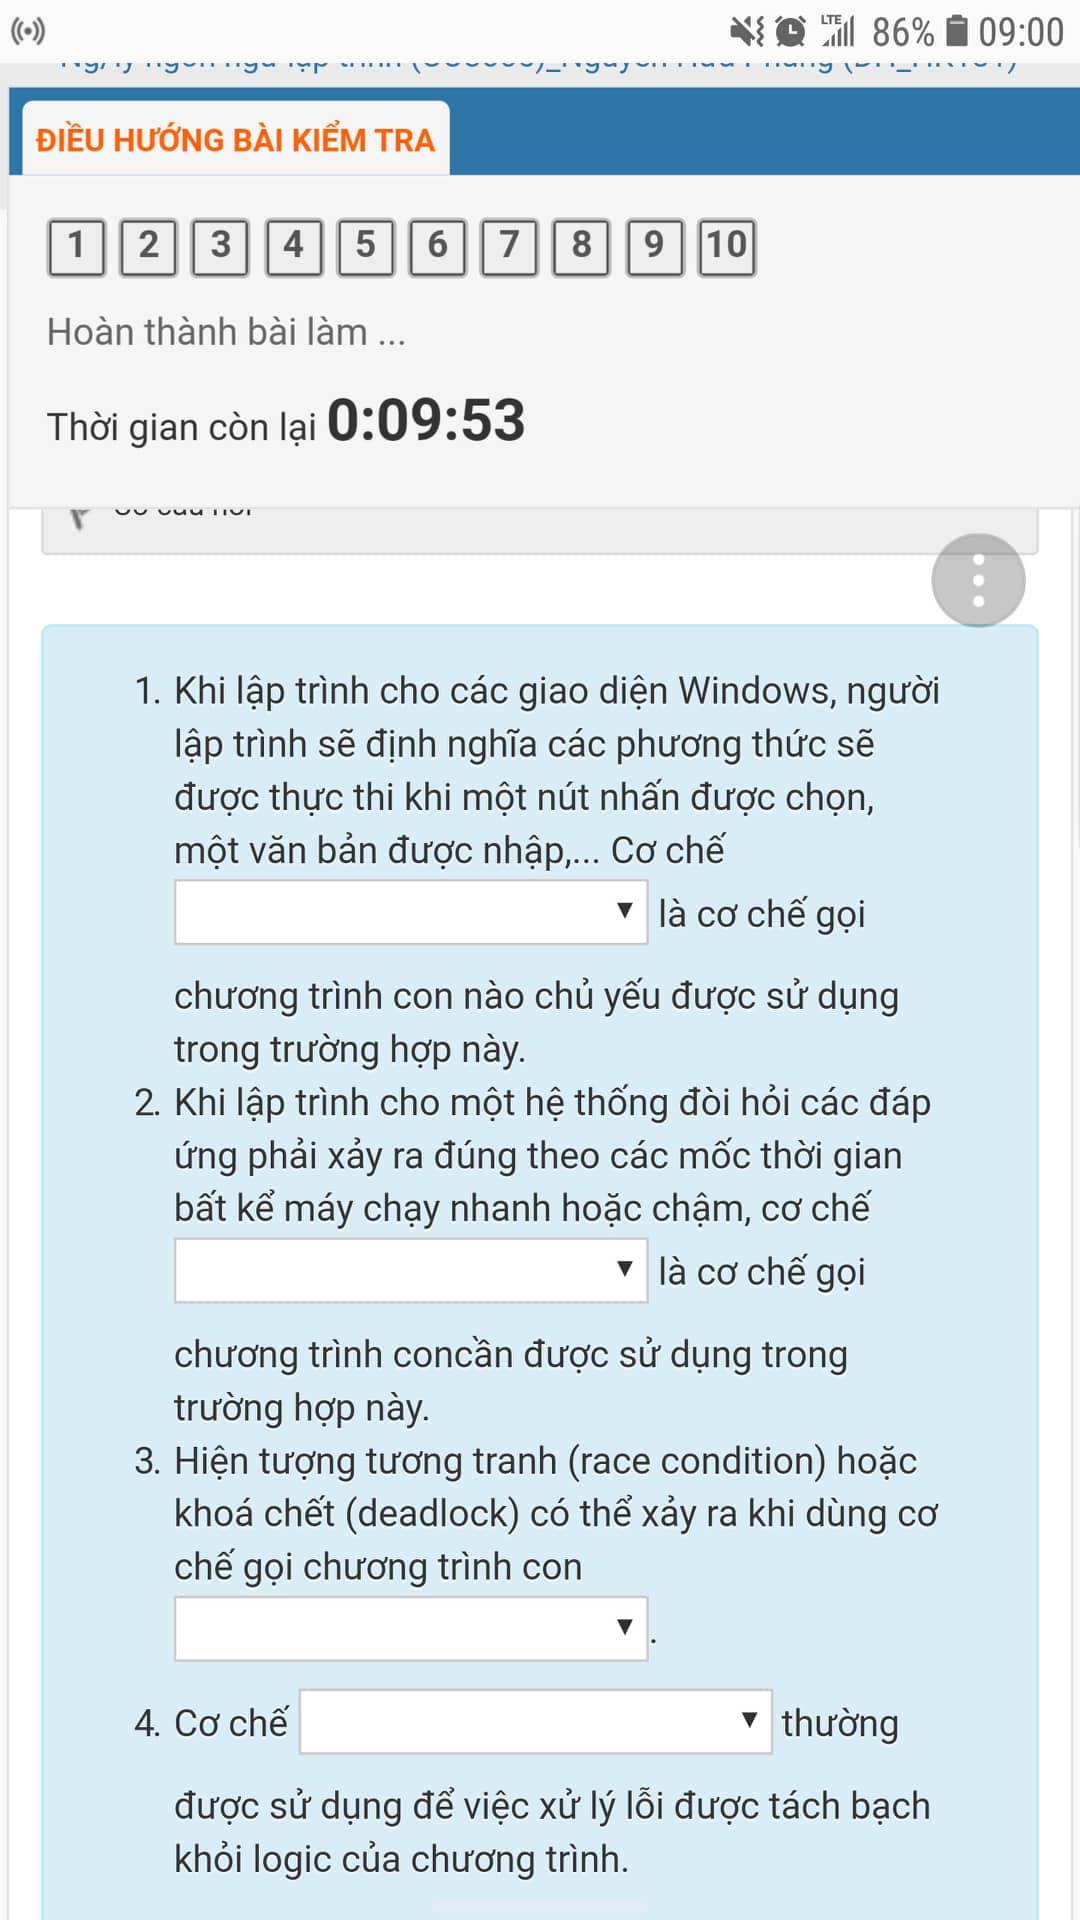 86% 09:00
ĐIỀU HƯỚNG BÀI KIỂM TRA
1 2 3 4 5 6 7 8 9 10
Hoàn thành bài làm ...
Thời gian còn lại 0:09:53
1. Khi lập trình cho các giao diện Windows, người
lập trình sẽ định nghĩa các phương thức sẽ
được thực thi khi một nút nhấn được chọn,
một văn bản được nhập,... Cơ chế
là cơ chế gọi
chương trình con nào chủ yếu được sử dụng
trong trường hợp này.
2. Khi lập trình cho một hệ thống đòi hỏi các đáp
ứng phải xảy ra đúng theo các mốc thời gian
bất kể máy chạy nhanh hoặc chậm, cơ chế
là cơ chế gọi
chương trình concần được sử dụng trong
trường hợp này.
3. Hiện tượng tương tranh (race condition) hoặc
khoá chết (deadlock) có thể xảy ra khi dùng cơ
chế gọi chương trình con
.
4. Cơ chế thường
được sử dụng để việc xử lý lỗi được tách bạch
khỏi logic của chương trình.